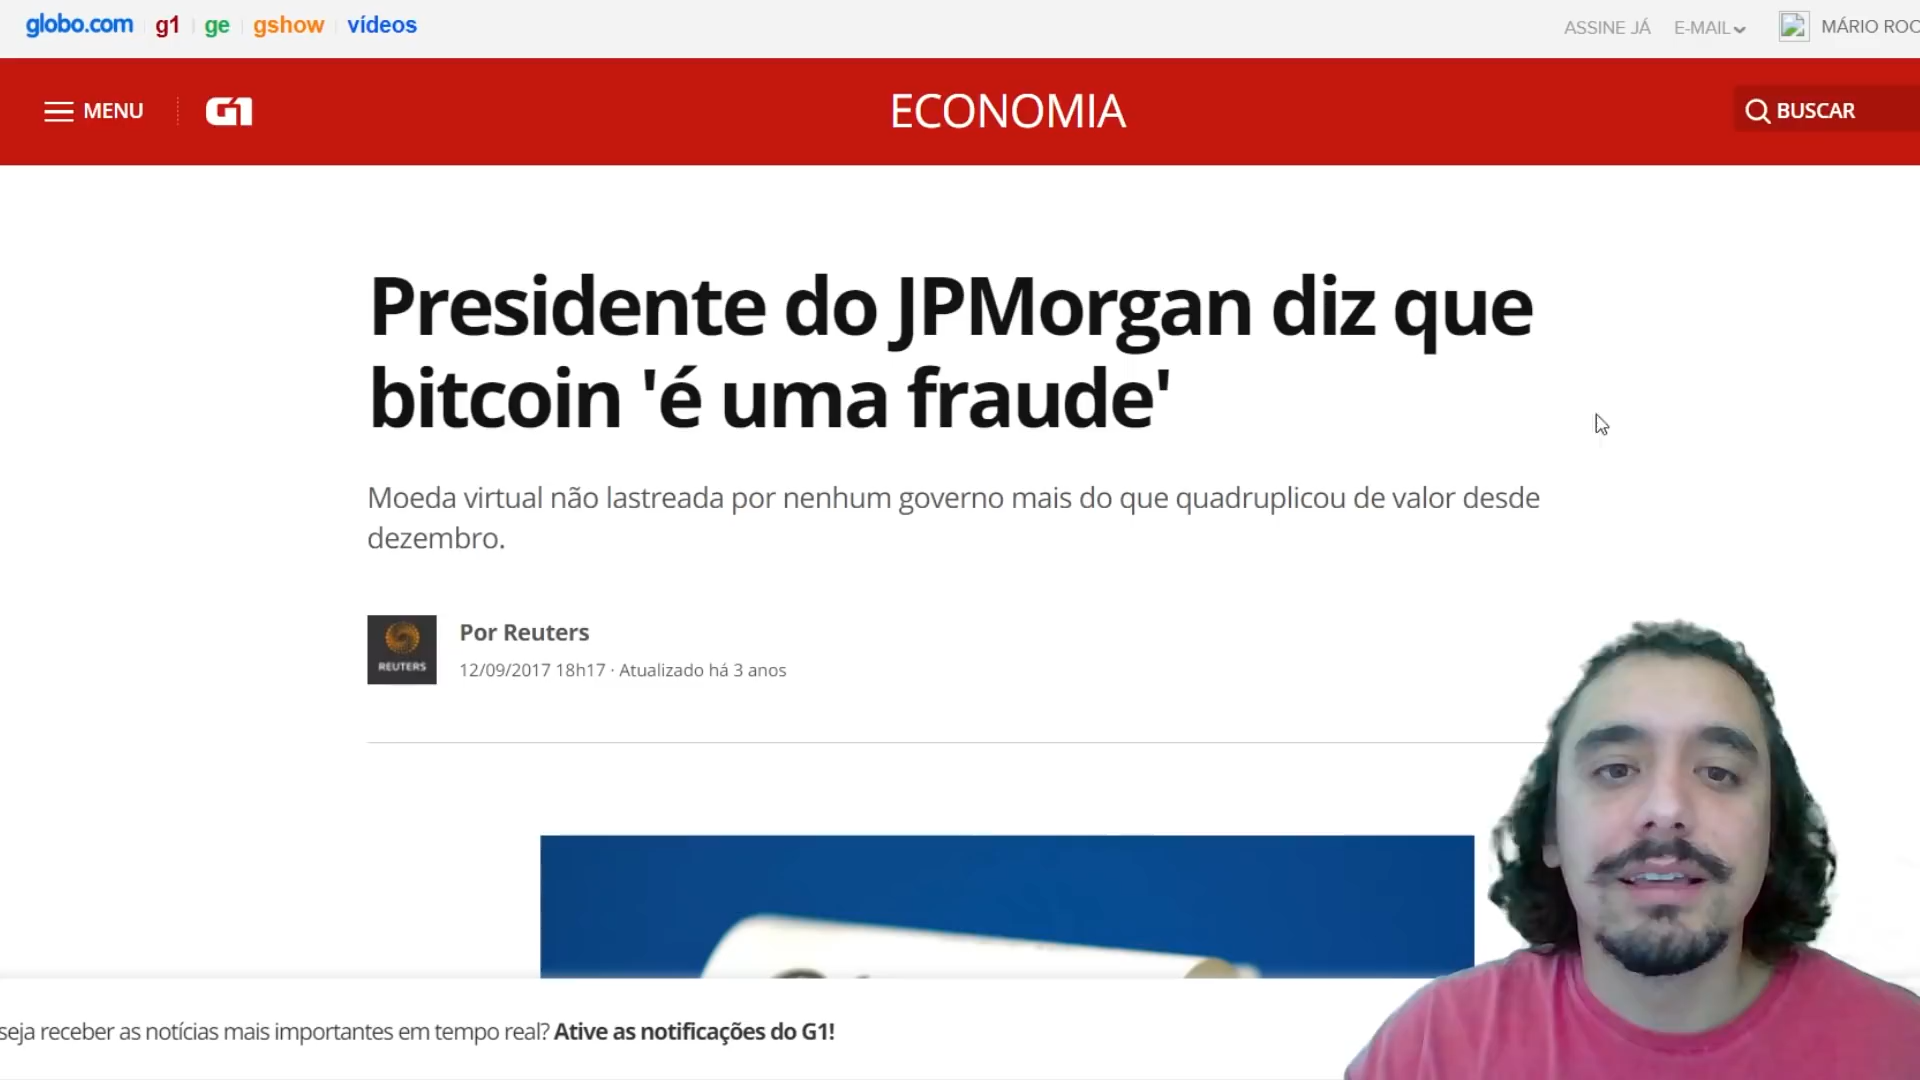 globo.com g1 ge gshow vídeos ASSINE JÁ E-MAIL MÁRIO
MENU G1 ECONOMIA BUSCAR
Presidente do JPMorgan diz que
bitcoin 'é uma fraude'
Moeda virtual não lastreada por nenhum governo mais do que quadruplicou de valor desde
dezembro.
REUTERS
Por Reuters
12/09/2017 18h17 · Atualizado há 3 anos
receber as notícias mais importantes em tempo real? Ative as notificações do G1!